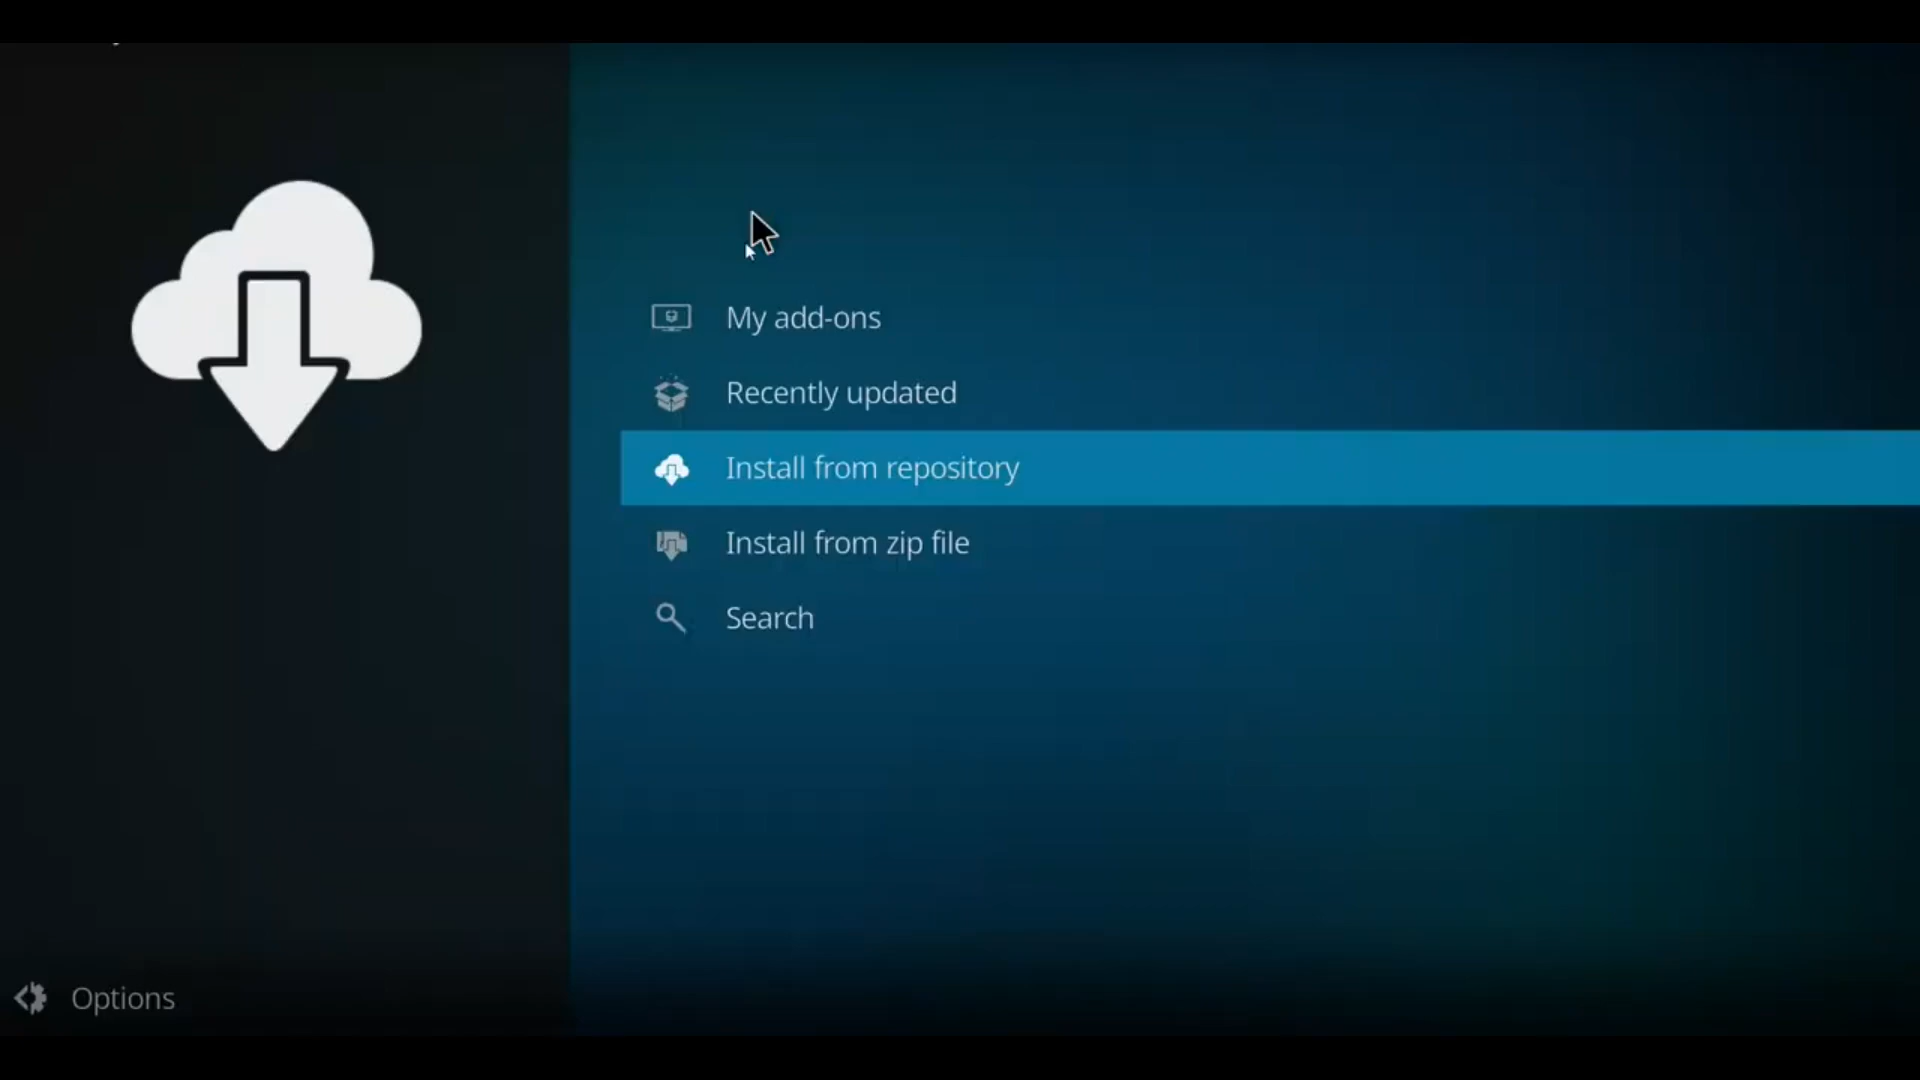 My add-ons
Recently updated
Install from repository
Install from zip file
Search
Options